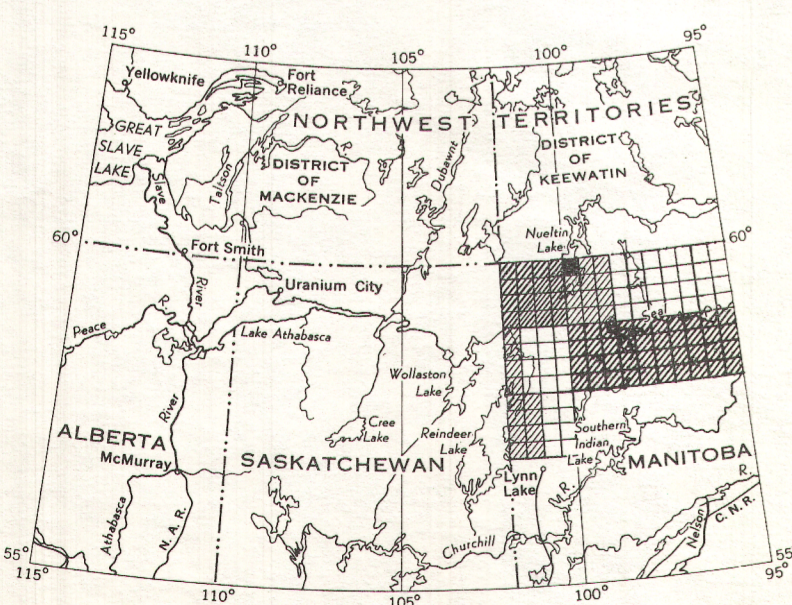 115°
110°
105°
100°
95°
Yellowknife
Fort
Reliance
R.
GREAT
SLAVE
LAKE
NORTHWEST TERRITORIES
DISTRICT
OF
MACKENZIE
R.
DISTRICT
OF
KEEWATIN
Slave
Taltson
Dubawnt
Nueltin
Lake
60°
60°
Fort Smith
River
Uranium City
Seal
R.
Peace
R.
Lake Athabasca
Wollaston
Lake
River
Cree
Lake
Reindeer
Lake
Southern
Indian
Lake
ALBERTA
McMurray
SASKATCHEWAN
MANITOBA
Lynn
Lake
R.
Athabasca
N. A. R.
Churchill
Nelson
C.N.R.
55°
55°
115°
110°
105°
100°
95°